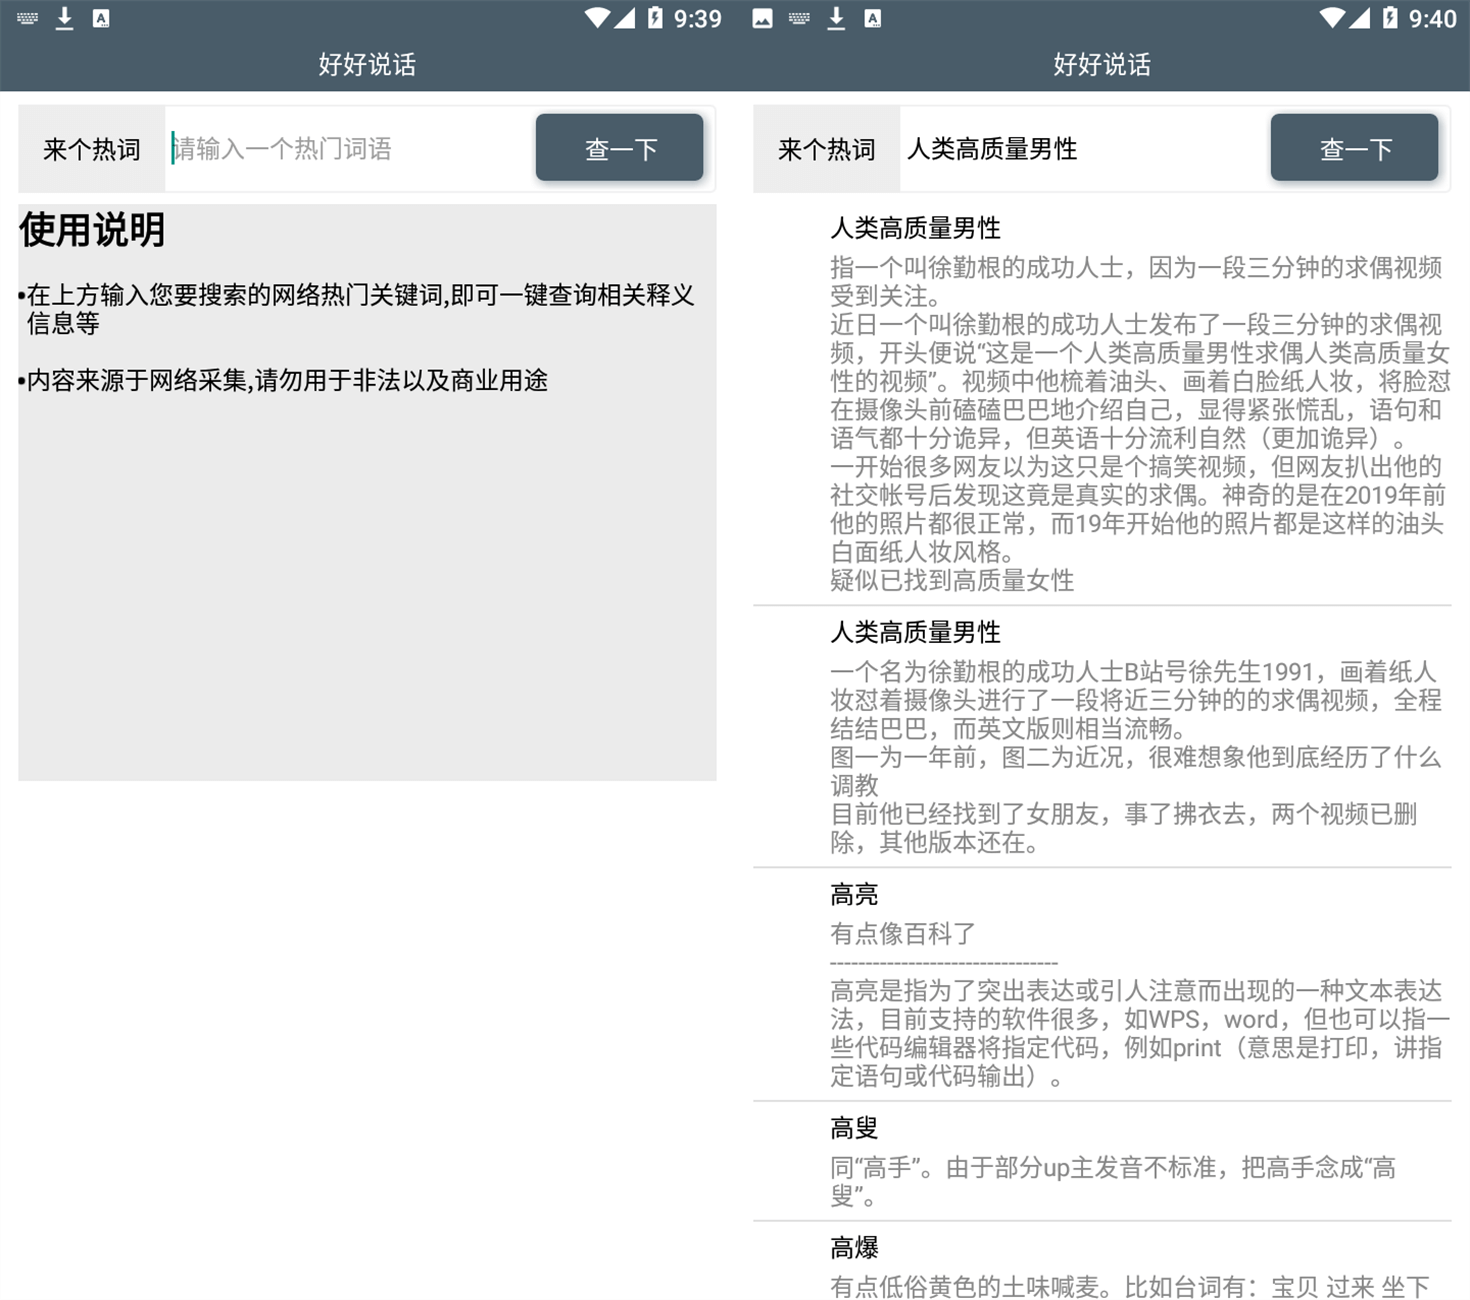 9:39
好好说话
来个热词
请输入一个热门词语
查一下
使用说明
•在上方输入您要搜索的网络热门关键词,即可一键查询相关释义
信息等
•内容来源于网络采集,请勿用于非法以及商业用途
9:40
好好说话
来个热词
人类高质量男性
查一下
人类高质量男性
指一个叫徐勤根的成功人士，因为一段三分钟的求偶视频
受到关注。
近日一个叫徐勤根的成功人士发布了一段三分钟的求偶视
频，开头便说“这是一个人类高质量男性求偶人类高质量女
性的视频”。视频中他梳着油头、画着白脸纸人妆，将脸怼
在摄像头前磕磕巴巴地介绍自己，显得紧张慌乱，语句和
语气都十分诡异，但英语十分流利自然（更加诡异）。
一开始很多网友以为这只是个搞笑视频，但网友扒出他的
社交帐号后发现这竟是真实的求偶。神奇的是在2019年前
他的照片都很正常，而19年开始他的照片都是这样的油头
白面纸人妆风格。
疑似已找到高质量女性
人类高质量男性
一个名为徐勤根的成功人士B站号徐先生1991，画着纸人
妆怼着摄像头进行了一段将近三分钟的的求偶视频，全程
结结巴巴，而英文版则相当流畅。
图一为一年前，图二为近况，很难想象他到底经历了什么
调教
目前他已经找到了女朋友，事了拂衣去，两个视频已删
除，其他版本还在。
高亮
有点像百科了
--------------------------------
高亮是指为了突出表达或引人注意而出现的一种文本表达
法，目前支持的软件很多，如WPS，word，但也可以指一
些代码编辑器将指定代码，例如print（意思是打印，讲指
定语句或代码输出）。
高叟
同“高手”。由于部分up主发音不标准，把高手念成“高
叟”。
高爆
有点低俗黄色的土味喊麦。比如台词有：宝贝 过来 坐下